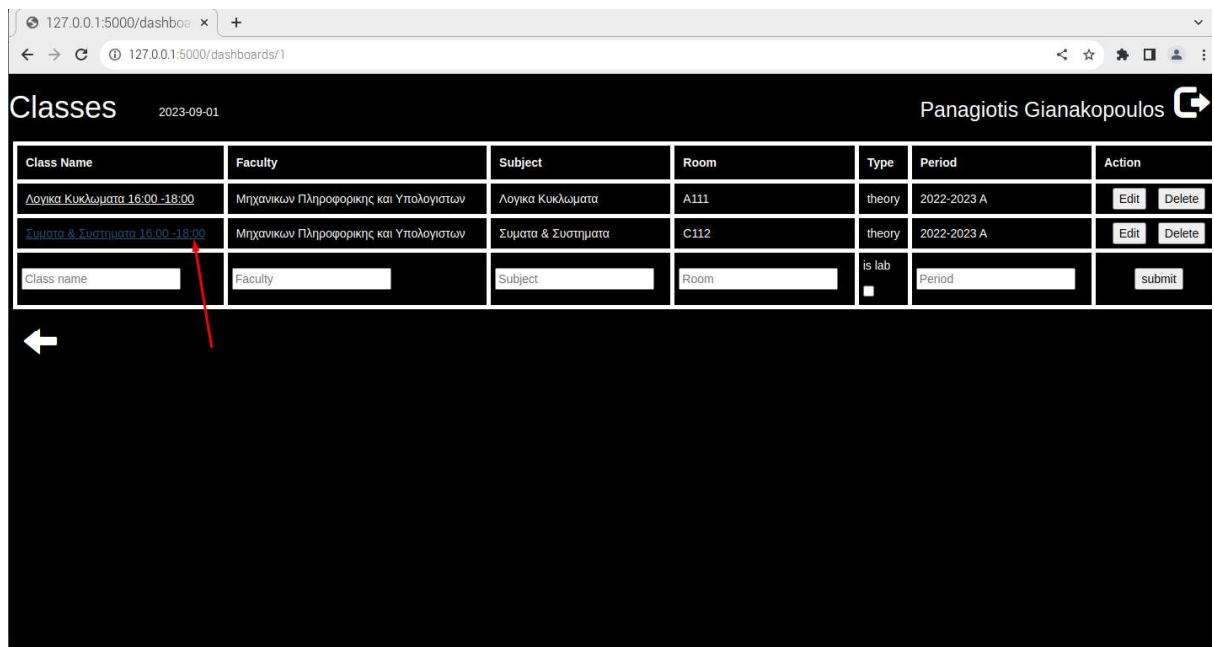 127.0.0.1:5000/dashboa
127.0.0.1:5000/dashboards/1
Classes 2023-09-01 Panagiotis Gianakopoulos
Class Name Faculty Subject Room Type Period Action
Λογικα Κυκλωματα 16:00 -18:00 Μηχανικων Πληροφορικης και Υπολογιστων Λογικα Κυκλωματα A111 theory 2022-2023 A Edit Delete
Συματα & Συστηματα 16:00 -18:00 Μηχανικων Πληροφορικης και Υπολογιστων Συματα & Συστηματα C112 theory 2022-2023 A Edit Delete
is lab
Class name Faculty Subject Room Period submit